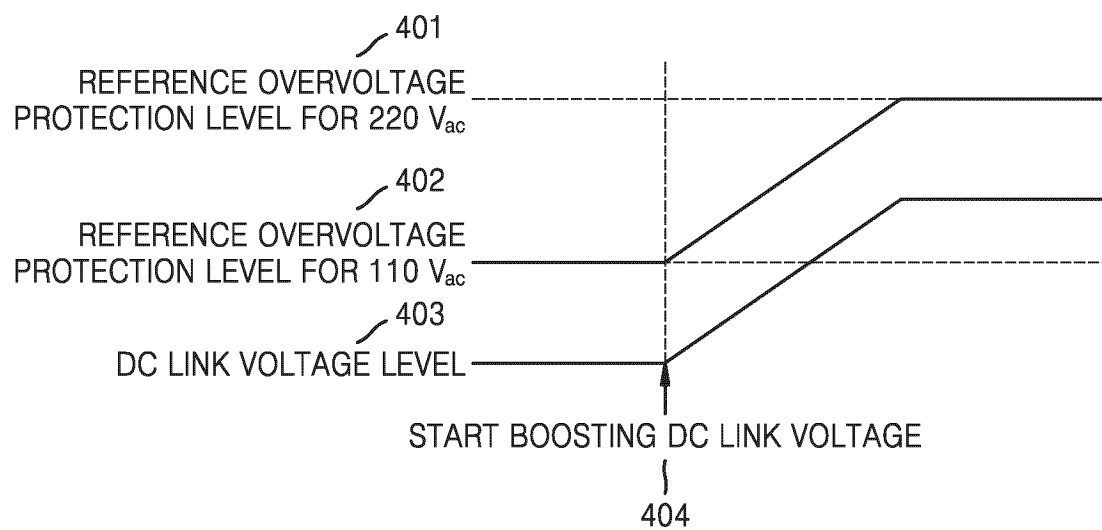 401
REFERENCE OVERVOLTAGE
PROTECTION LEVEL FOR 220 Vac
402
REFERENCE OVERVOLTAGE
PROTECTION LEVEL FOR 110 Vac
403
DC LINK VOLTAGE LEVEL
START BOOSTING DC LINK VOLTAGE
404